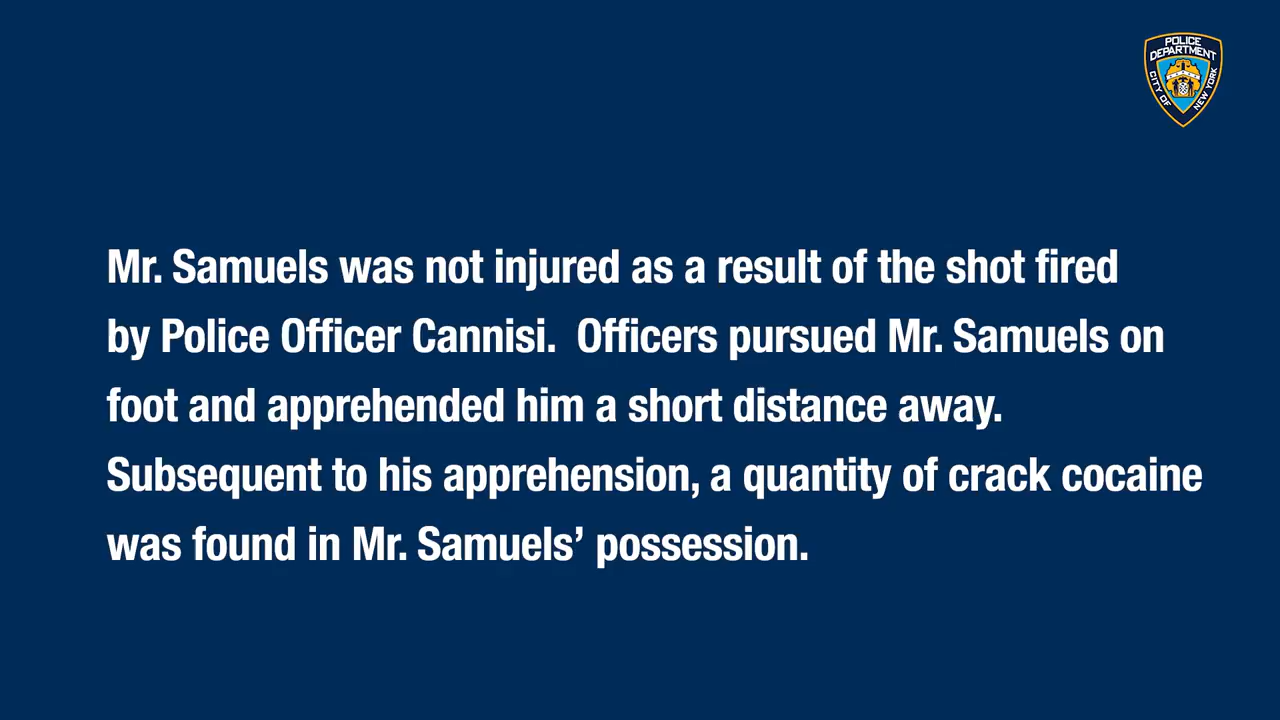 POLICE
DEPARTMENT
CITY OF
NEW YORK
Mr. Samuels was not injured as a result of the shot fired
by Police Officer Cannisi.  Officers pursued Mr. Samuels on
foot and apprehended him a short distance away.
Subsequent to his apprehension, a quantity of crack cocaine
was found in Mr. Samuels’ possession.